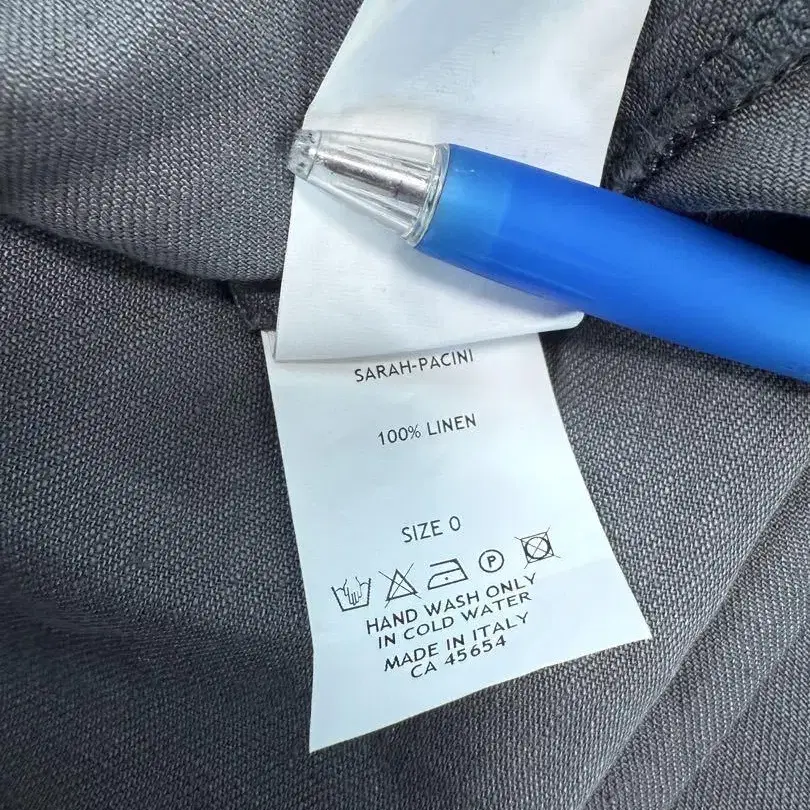 SARAH-PACINI
100% LINEN
SIZE 0
P
HAND WASH ONLY
IN COLD WATER
MADE IN ITALY
CA 45654